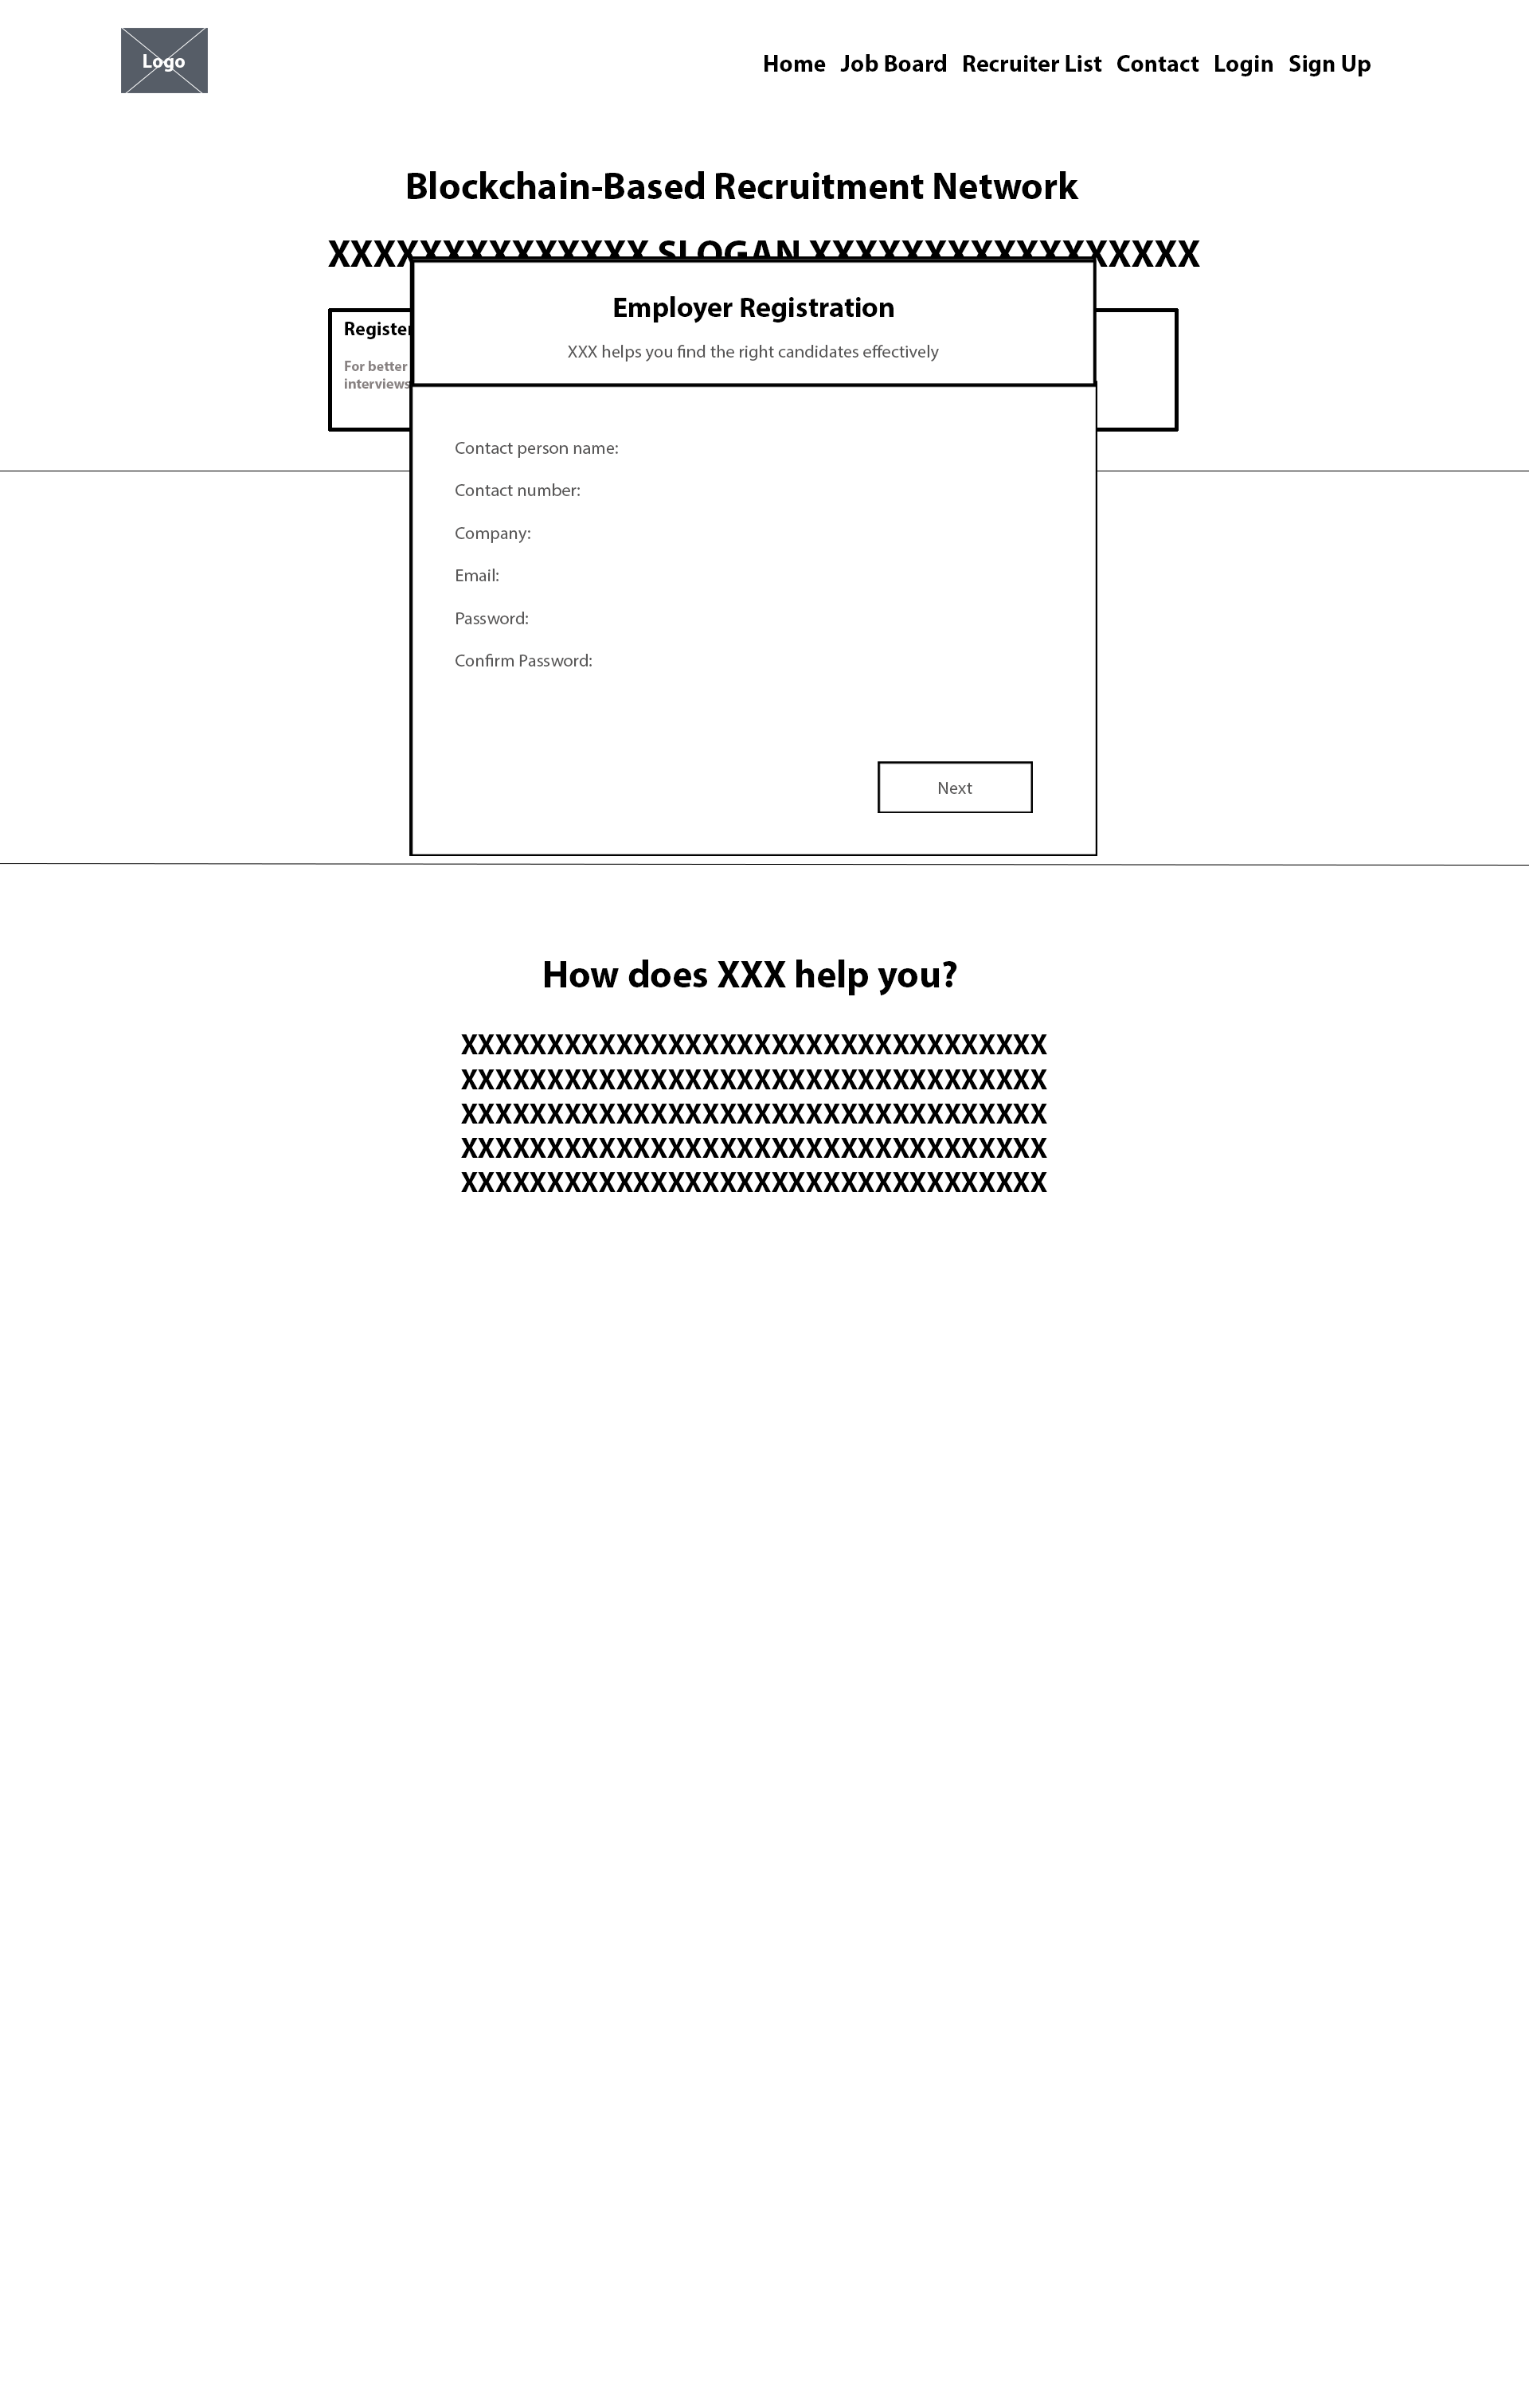 Logo
Home Job Board Recruiter List Contact Login Sign Up
Blockchain-Based Recruitment Network
XXXXXXXXXXXXXX SLOGAN XXXXXXXXXXXXXXXXX
Employer Registration
XXX helps you find the right candidates effectively
Register
For better
interviews
Contact person name:
Contact number:
Company:
Email:
Password:
Confirm Password:
Next
How does XXX help you?
XXXXXXXXXXXXXXXXXXXXXXXXXXXXXXXXXX
XXXXXXXXXXXXXXXXXXXXXXXXXXXXXXXXXX
XXXXXXXXXXXXXXXXXXXXXXXXXXXXXXXXXX
XXXXXXXXXXXXXXXXXXXXXXXXXXXXXXXXXX
XXXXXXXXXXXXXXXXXXXXXXXXXXXXXXXXXX